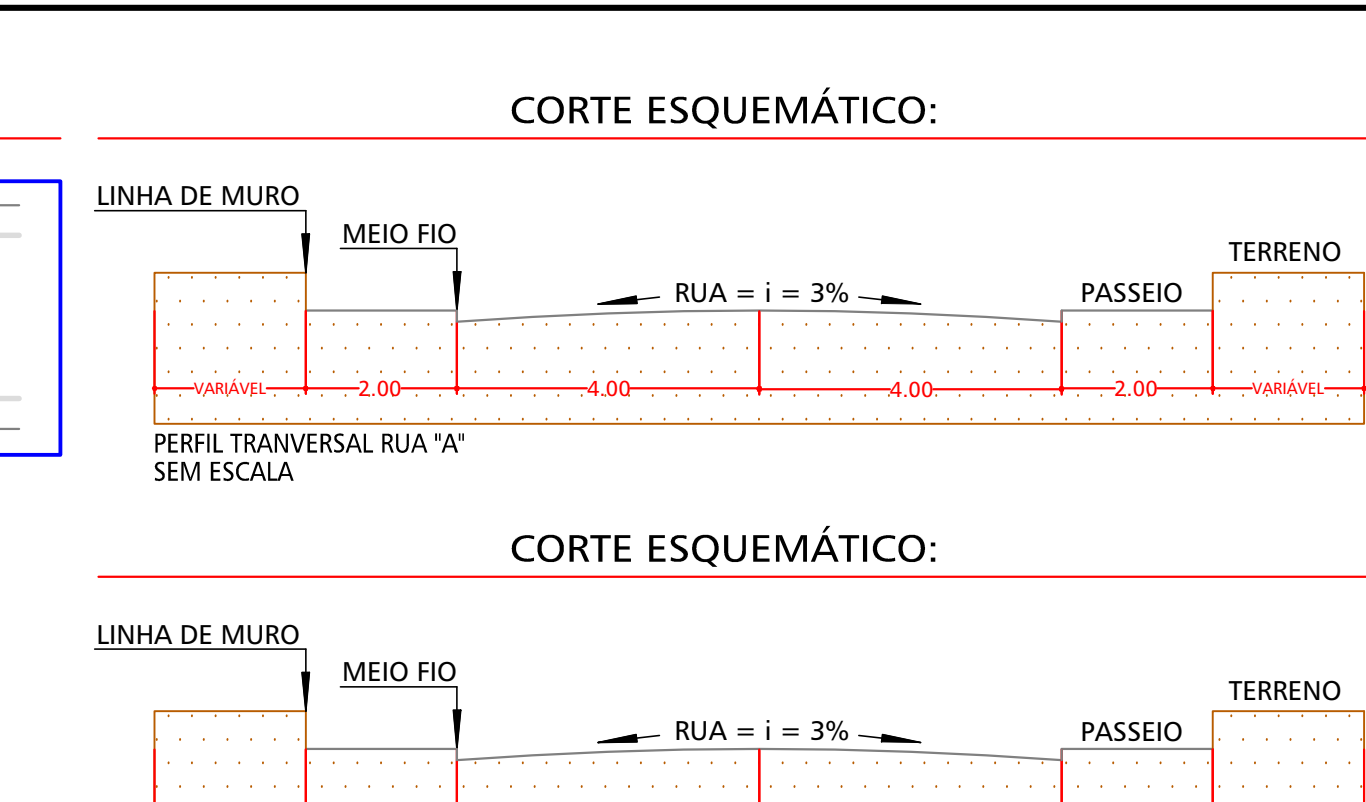 CORTE ESQUEMÁTICO:
LINHA DE MURO
MEIO FIO
TERRENO
RUA = i = 3%
PASSEIO
VARIÁVEL
2.00
4.00
4.00
2.00
VARIÁVEL
PERFIL TRANVERSAL RUA "A"
SEM ESCALA
CORTE ESQUEMÁTICO:
LINHA DE MURO
MEIO FIO
TERRENO
RUA = i = 3%
PASSEIO